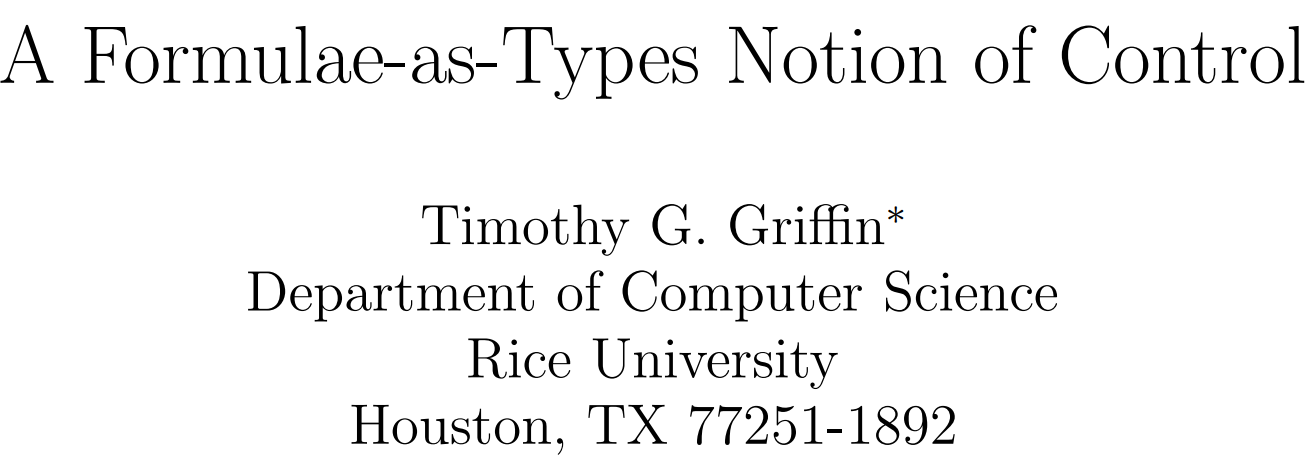 A Formulae-as-Types Notion of Control
Timothy G. Griffin*
Department of Computer Science
Rice University
Houston, TX 77251-1892